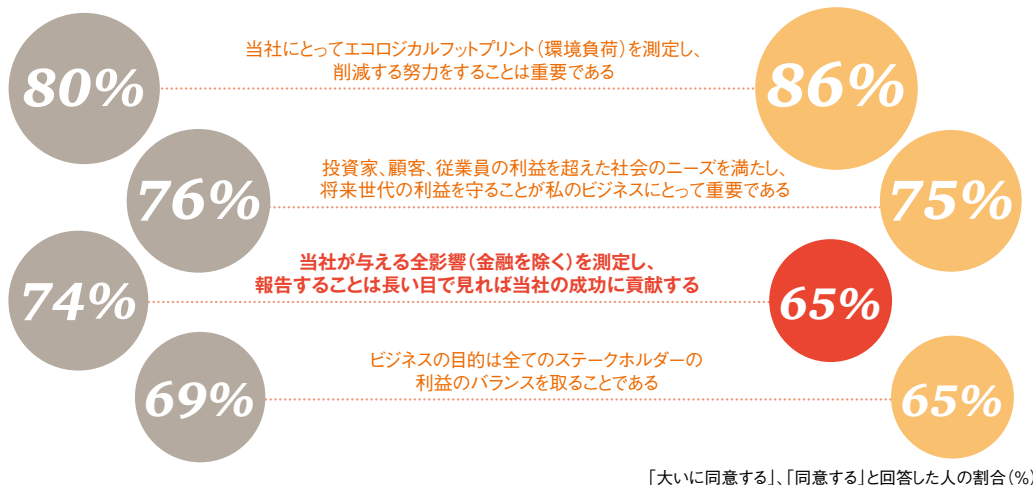 80%
当社にとってエコロジカルフットプリント（環境負荷）を測定し、
削減する努力をすることは重要である
86%
76%
投資家、顧客、従業員の利益を超えた社会のニーズを満たし、
将来世代の利益を守ることが私のビジネスにとって重要である
75%
74%
当社が与える全影響（金融を除く）を測定し、
報告することは長い目で見れば当社の成功に貢献する
65%
69%
ビジネスの目的は全てのステークホルダーの
利益のバランスを取ることである
65%
「大いに同意する」、「同意する」と回答した人の割合（%）